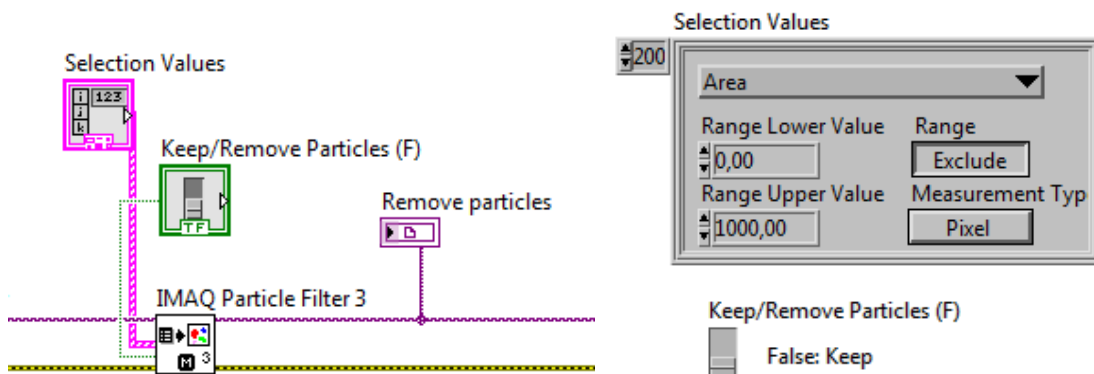 Selection Values
i 123
j
k
Keep/Remove Particles (F)
TF
Remove particles
IMAQ Particle Filter 3
M 3
Selection Values
200
Area
Range Lower Value Range
0,00 Exclude
Range Upper Value Measurement Typ
1000,00 Pixel
Keep/Remove Particles (F)
False: Keep